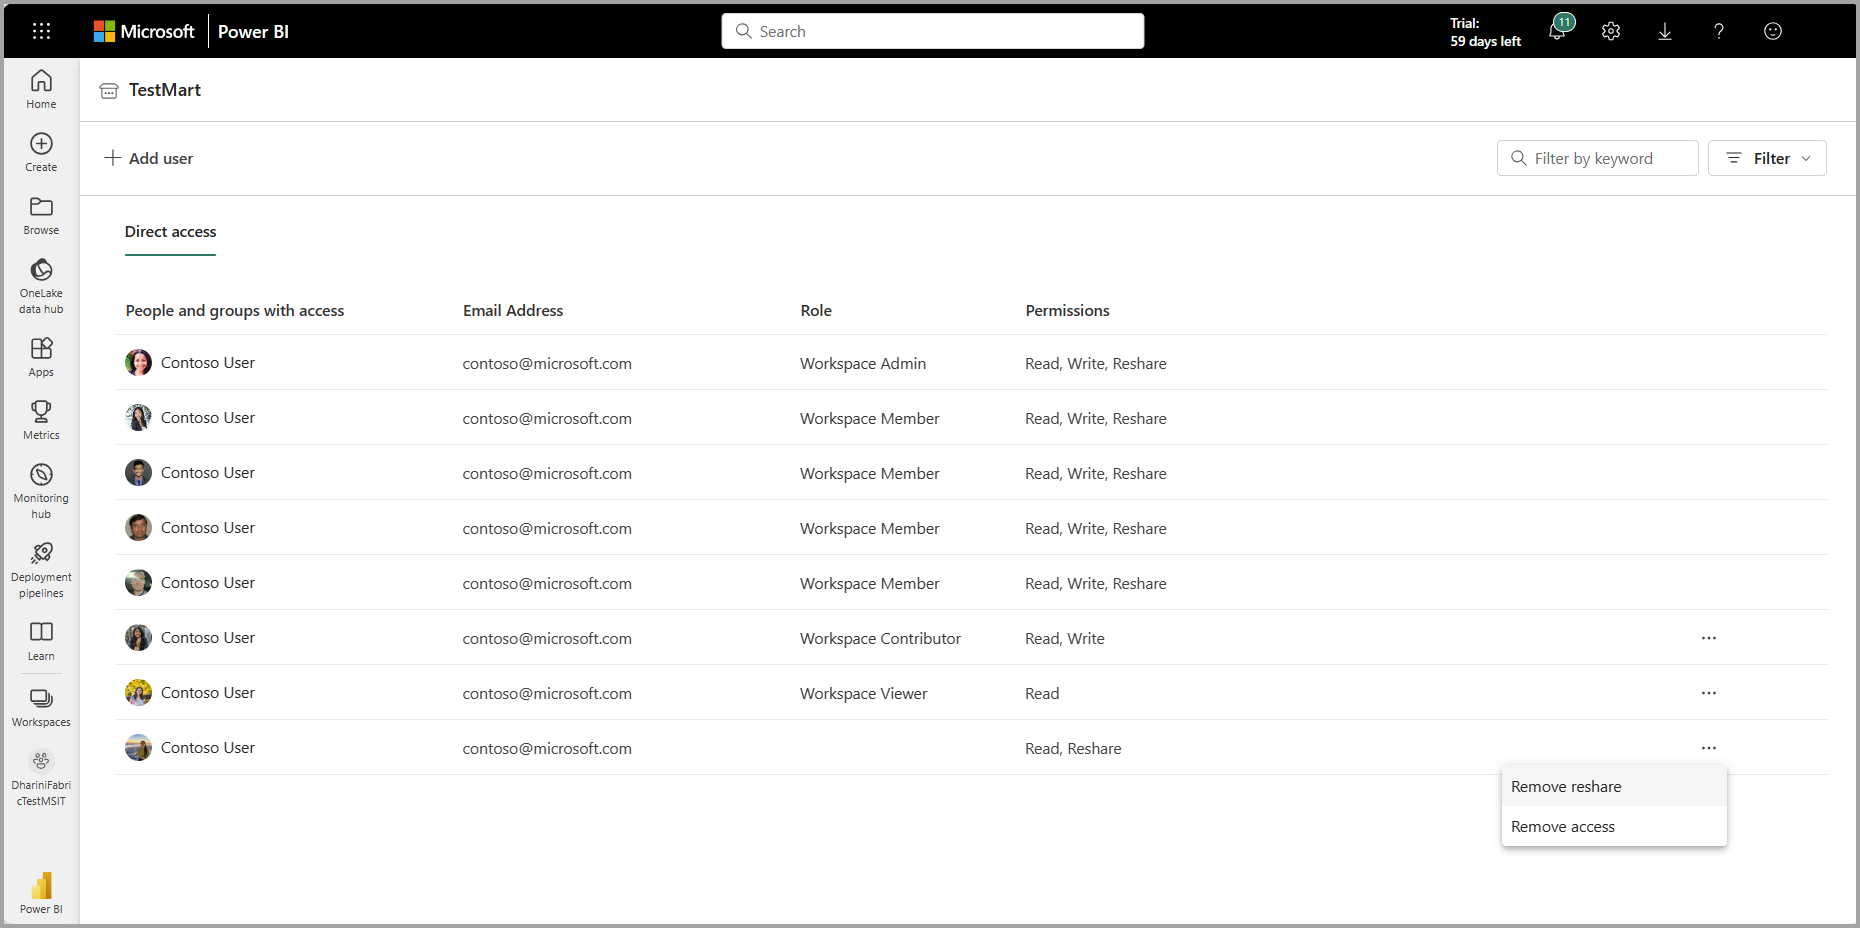 Microsoft Power BI
Search
Trial:
59 days left
11
Home
Create
Browse
OneLake
data hub
Apps
Metrics
Monitoring
hub
Deployment
pipelines
Learn
Workspaces
DhariniFabri
cTestMSIT
Power BI
TestMart
Add user
Filter by keyword
Filter
Direct access
People and groups with access Email Address Role Permissions
Contoso User contoso@microsoft.com Workspace Admin Read, Write, Reshare
Contoso User contoso@microsoft.com Workspace Member Read, Write, Reshare
Contoso User contoso@microsoft.com Workspace Member Read, Write, Reshare
Contoso User contoso@microsoft.com Workspace Member Read, Write, Reshare
Contoso User contoso@microsoft.com Workspace Member Read, Write, Reshare
Contoso User contoso@microsoft.com Workspace Contributor Read, Write
Contoso User contoso@microsoft.com Workspace Viewer Read
Contoso User contoso@microsoft.com Read, Reshare
Remove reshare
Remove access